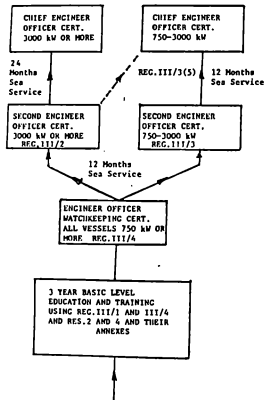 CHIEF ENGINEER
OFFICER CERT.
3000 kW OR MORE
CHIEF ENGINEER
OFFICER CERT.
750-3000 kW
24
Months
Sea
Service
REG.III/3(5)
12 Months
Sea
Service
SECOND ENGINEER
OFFICER CERT.
3000 kW OR MORE
REG.III/2
SECOND ENGINEER
OFFICER CERT.
750-3000 kW
REG.III/3
12 Months
Sea Service
ENGINEER OFFICER
WATCHKEEPING CERT.
ALL VESSELS 750 kW OR
MORE REG.III/4
3 YEAR BASIC LEVEL
EDUCATION AND TRAINING
USING REG.III/1 AND III/4
AND RES.2 AND 4 AND THEIR
ANNEXES